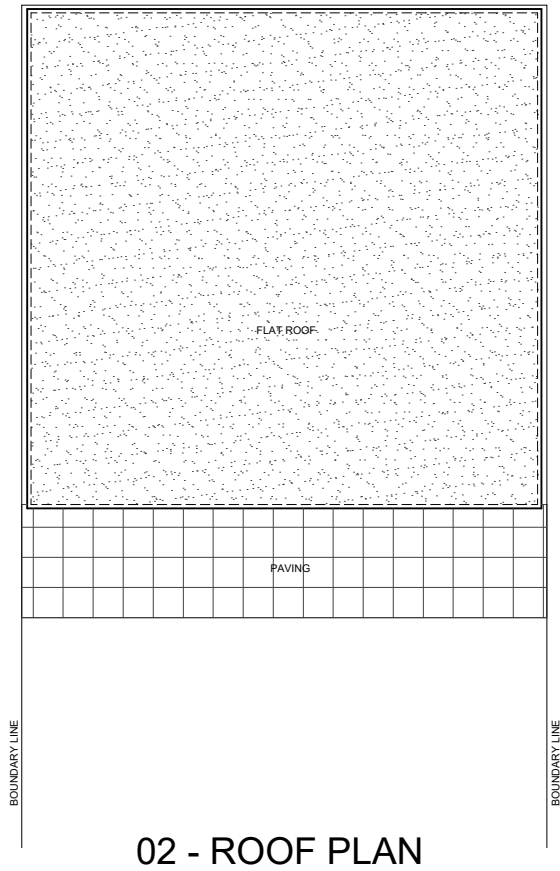 FLAT ROOF
PAVING
BOUNDARY LINE
BOUNDARY LINE
02 - ROOF PLAN